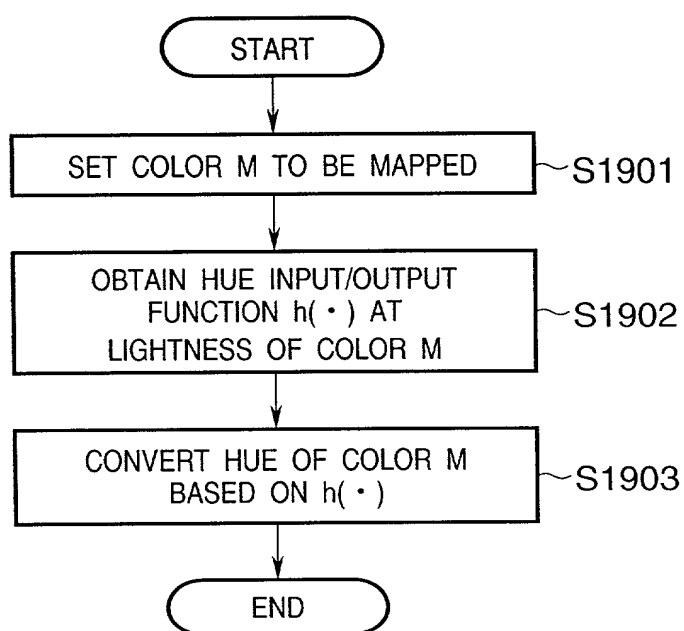 START
SET COLOR M TO BE MAPPED
S1901
OBTAIN HUE INPUT/OUTPUT
FUNCTION h( · ) AT
LIGHTNESS OF COLOR M
S1902
CONVERT HUE OF COLOR M
BASED ON h( · )
S1903
END